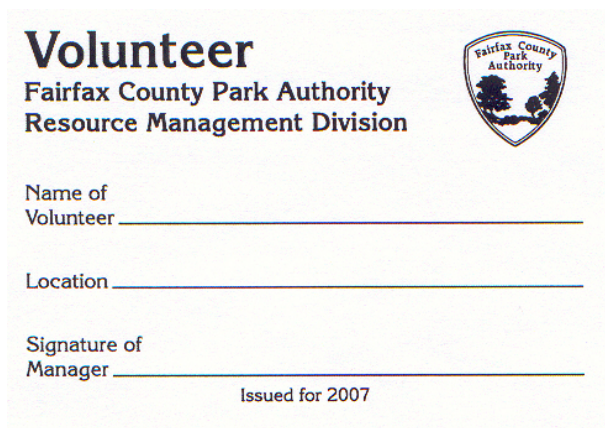 Volunteer
Fairfax County Park Authority
Resource Management Division
Fairfax County
Park
Authority
Name of
Volunteer
Location
Signature of
Manager
Issued for 2007